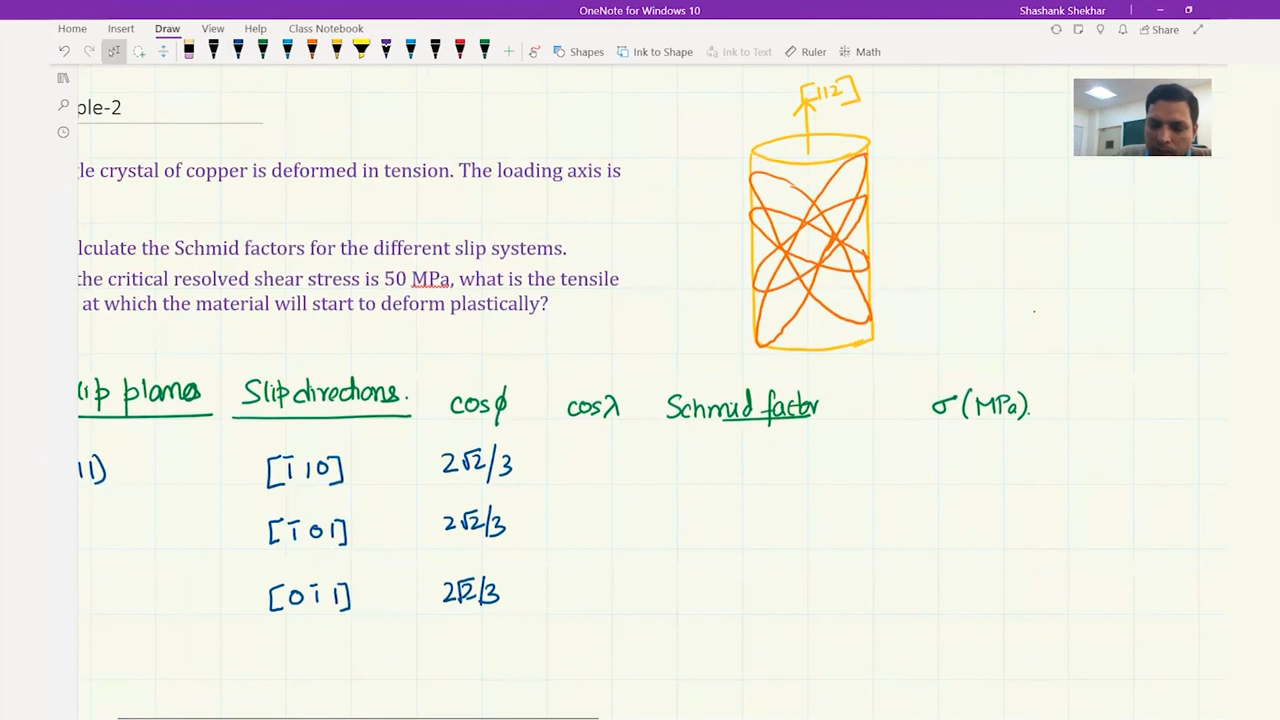 OneNote for Windows 10
Shashank Shekhar
Home Insert Draw View Help Class Notebook
Share
Shapes Ink to Shape Ink to Text Ruler Math
ple-2
[112]
le crystal of copper is deformed in tension. The loading axis is
lculate the Schmid factors for the different slip systems.
the critical resolved shear stress is 50 MPa, what is the tensile
at which the material will start to deform plastically?
lip planes Slip directions. cosϕ cosλ Schmid factor σ (MPa).
11) [1̄10] 2√2/3
[1̄01] 2√2/3
[01̄1] 2√2/3